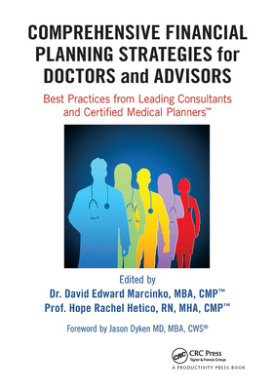 COMPREHENSIVE FINANCIAL
PLANNING STRATEGIES for
DOCTORS and ADVISORS
Best Practices from Leading Consultants
and Certified Medical Planners™
Edited by
Dr. David Edward Marcinko, MBA, CMP™
Prof. Hope Rachel Hetico, RN, MHA, CMP™
Foreword by Jason Dyken MD, MBA, CWS®
CRC Press
Taylor & Francis Group
A PRODUCTIVITY PRESS BOOK